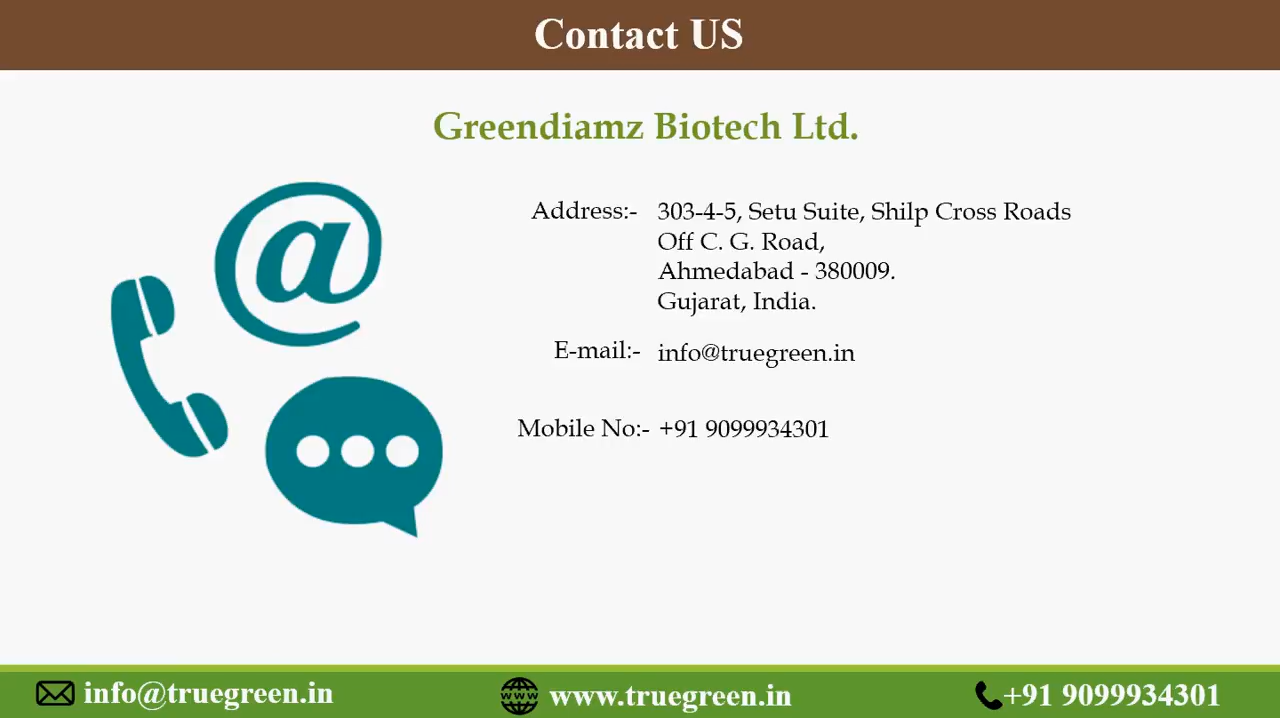 Contact US
Greendiamz Biotech Ltd.
Address:- 303-4-5, Setu Suite, Shilp Cross Roads
Off C. G. Road,
Ahmedabad - 380009.
Gujarat, India.
E-mail:- info@truegreen.in
Mobile No:- +91 9099934301
info@truegreen.in www.truegreen.in +91 9099934301